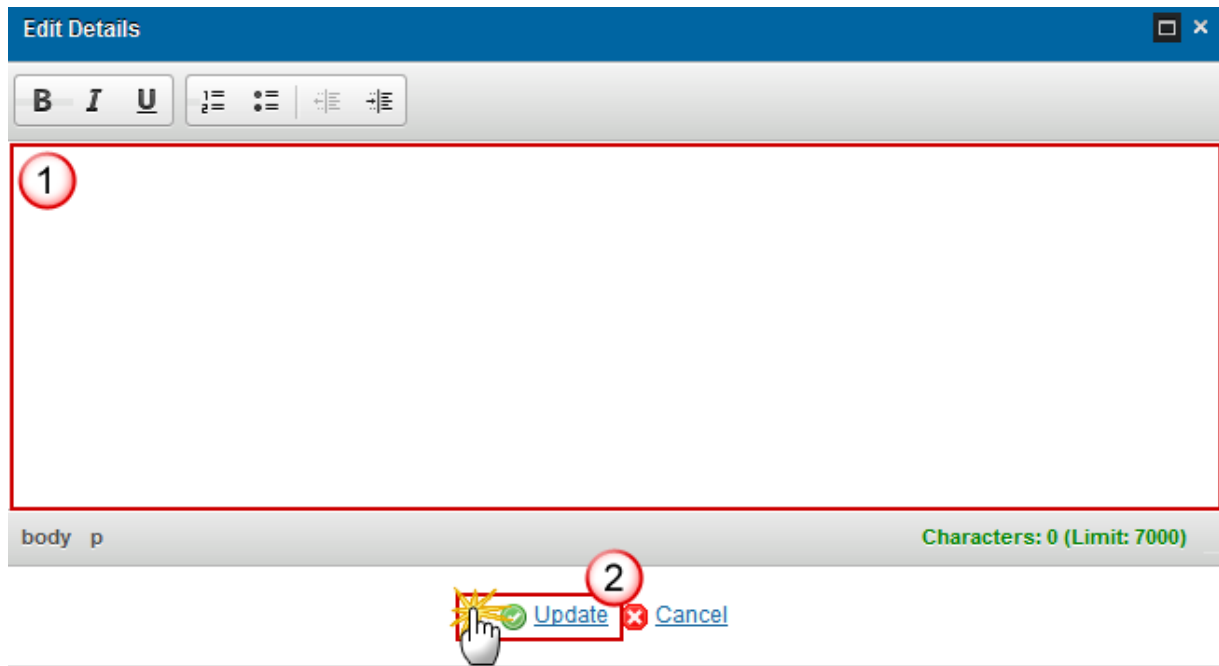 Edit Details
B I U
1
body p Characters: 0 (Limit: 7000)
2
Update Cancel